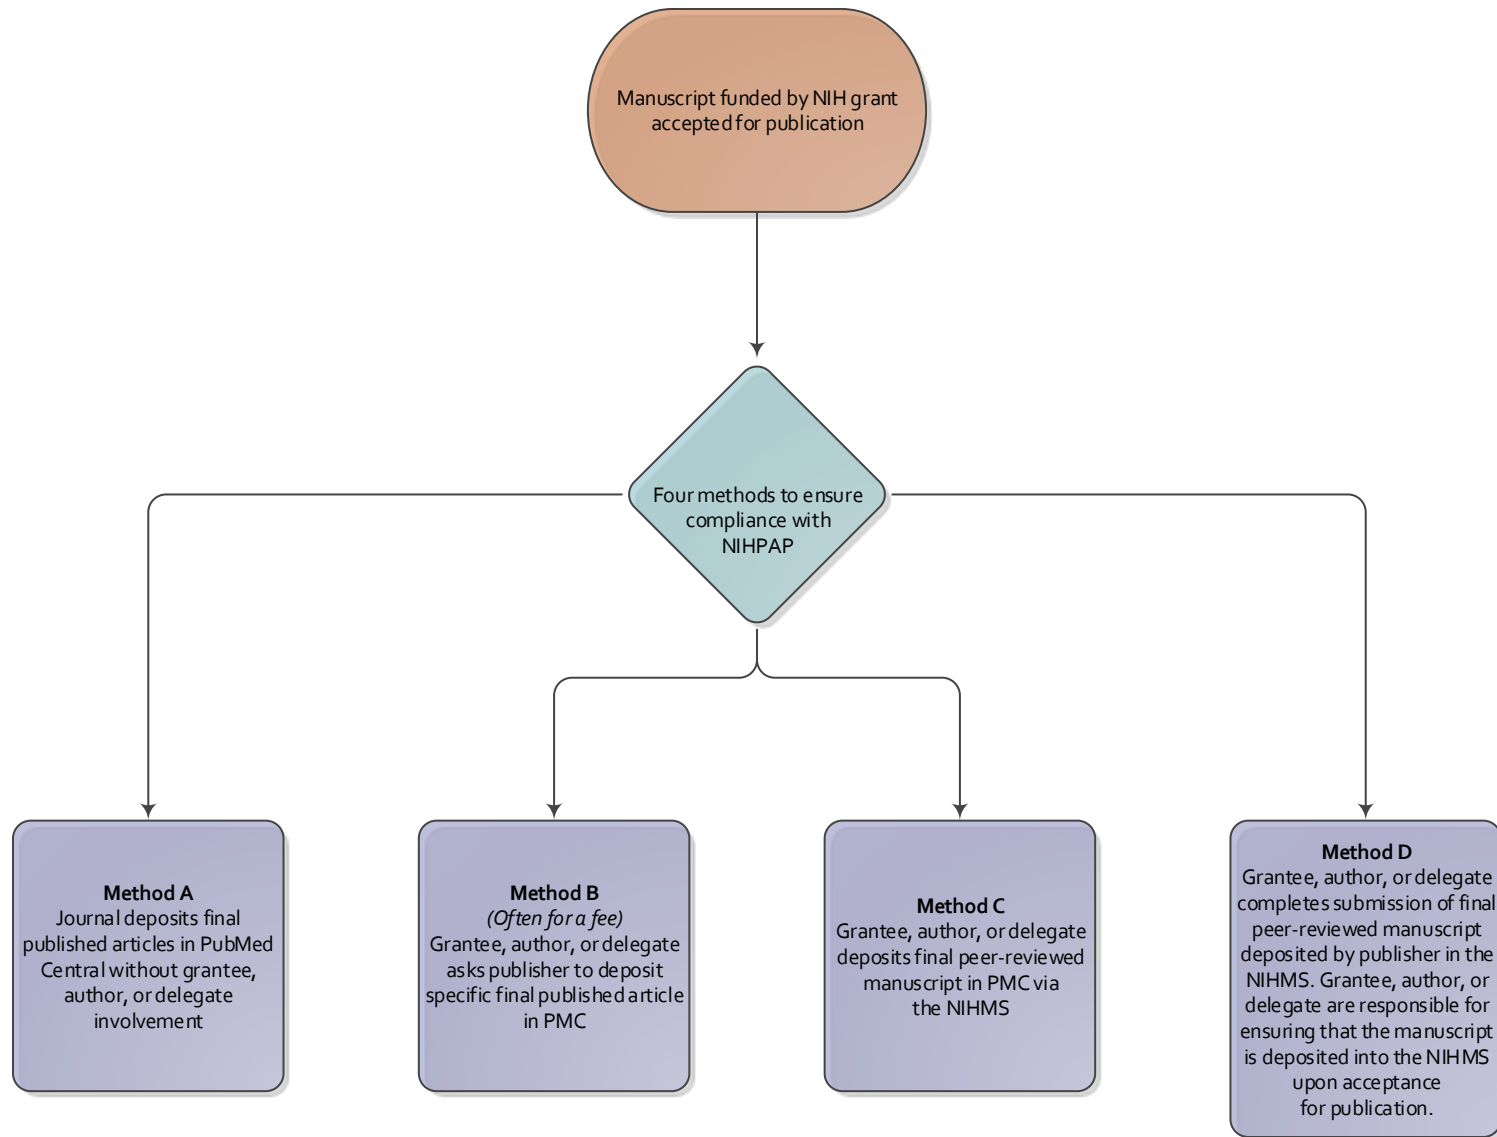 Manuscript funded by NIH grant
accepted for publication
Four methods to ensure
compliance with
NIHPAP
Method A
Journal deposits final
published articles in PubMed
Central without grantee,
author, or delegate
involvement
Method B
(Often for a fee)
Grantee, author, or delegate
asks publisher to deposit
specific final published article
in PMC
Method C
Grantee, author, or delegate
deposits final peer-reviewed
manuscript in PMC via
the NIHMS
Method D
Grantee, author, or delegate
completes submission of final
peer-reviewed manuscript
deposited by publisher in the
NIHMS. Grantee, author, or
delegate are responsible for
ensuring that the manuscript
is deposited into the NIHMS
upon acceptance
for publication.